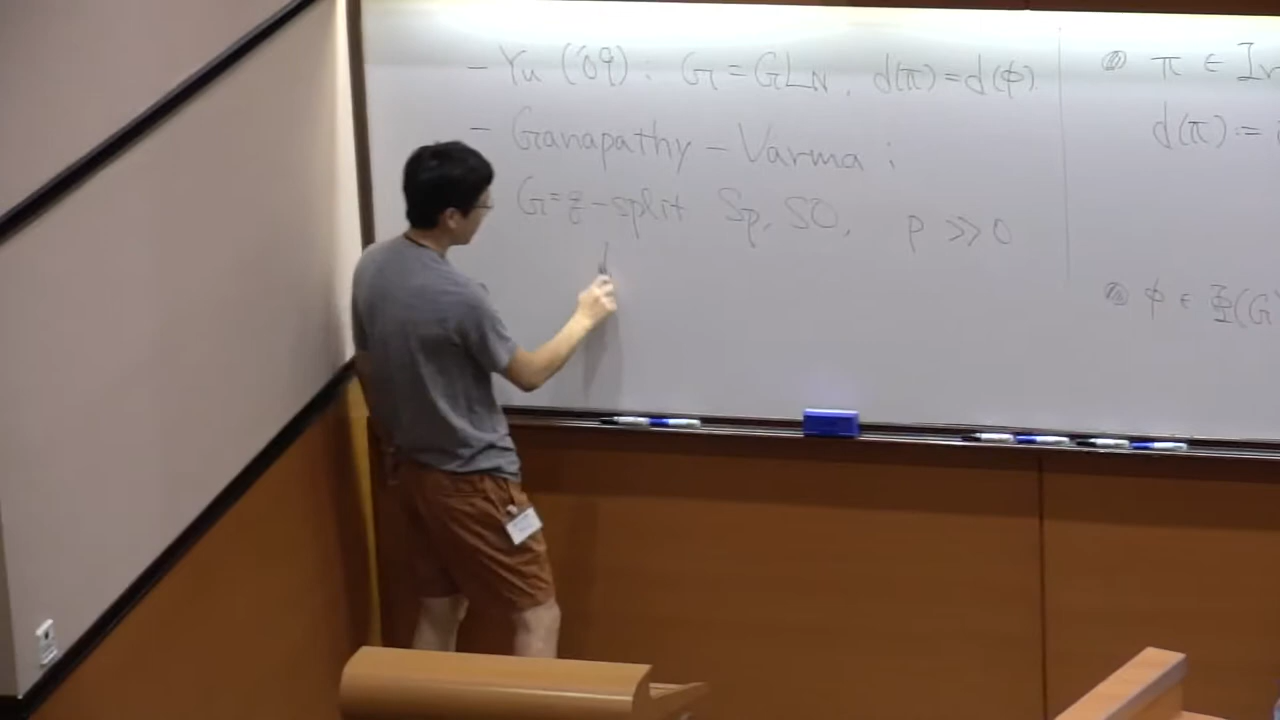 - Yu ('09) : G = GL_N, d(π) = d(φ).
- Ganapathy - Varma :
G = q-split Sp, SO, p >> 0
π ∈ Ir
d(π) :=
φ ∈ Φ(G